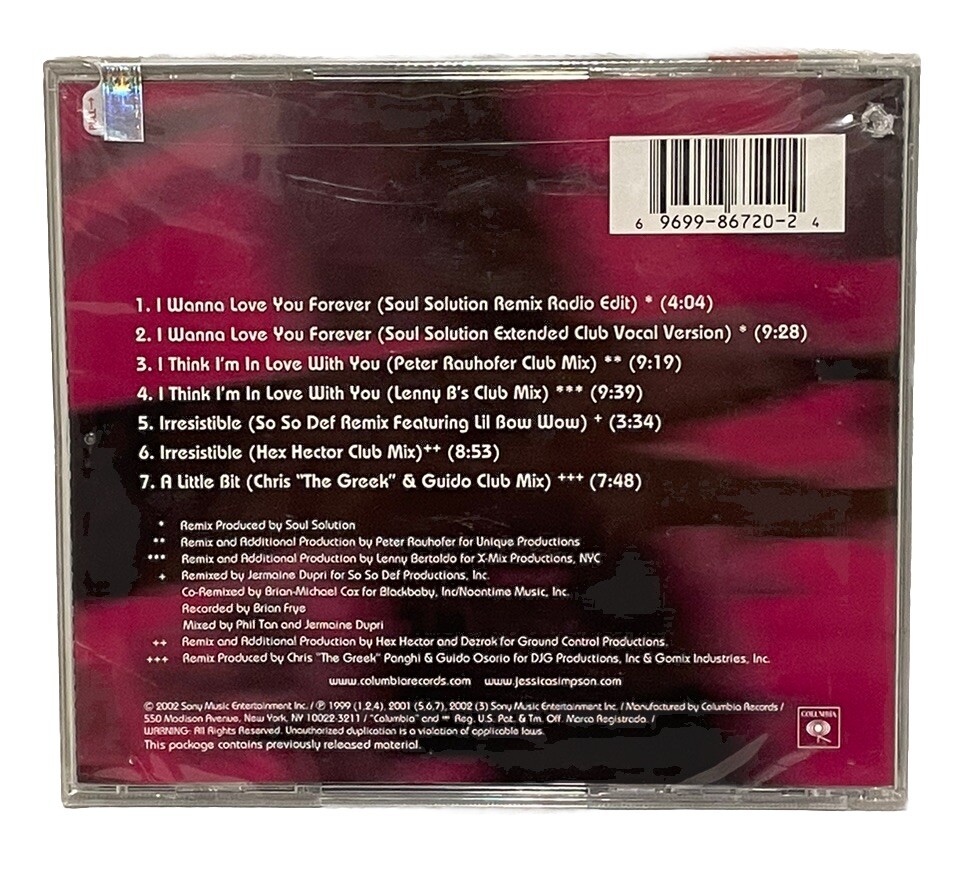 PULL→
6 9699-86720-2 4
1. I Wanna Love You Forever (Soul Solution Remix Radio Edit) * (4:04)
2. I Wanna Love You Forever (Soul Solution Extended Club Vocal Version) * (9:28)
3. I Think I'm In Love With You (Peter Rauhofer Club Mix) ** (9:19)
4. I Think I'm In Love With You (Lenny B's Club Mix) *** (9:39)
5. Irresistible (So So Def Remix Featuring Lil Bow Wow) + (3:34)
6. Irresistible (Hex Hector Club Mix)++ (8:53)
7. A Little Bit (Chris "The Greek" & Guido Club Mix) +++ (7:48)
* Remix Produced by Soul Solution
** Remix and Additional Production by Peter Rauhofer for Unique Productions
*** Remix and Additional Production by Lenny Bertoldo for X-Mix Productions, NYC
+ Remixed by Jermaine Dupri for So So Def Productions, Inc.
Co-Remixed by Brian-Michael Cox for Blackbaby, Inc/Noontime Music, Inc.
Recorded by Brian Frye
Mixed by Phil Tan and Jermaine Dupri
++ Remix and Additional Production by Hex Hector and Dezrok for Ground Control Productions.
+++ Remix Produced by Chris "The Greek" Panghi & Guido Osorio for DJG Productions, Inc & Gomix Industries, Inc.
www.columbiarecords.com www.jessicasimpson.com
© 2002 Sony Music Entertainment Inc. / ℗ 1999 (1,2,4), 2001 (5,6,7), 2002 (3) Sony Music Entertainment Inc. / Manufactured by Columbia Records /
550 Madison Avenue, New York, NY 10022-3211 / "Columbia" and Reg. U.S. Pat. & Tm. Off. Marca Registrada. /
WARNING: All Rights Reserved. Unauthorized duplication is a violation of applicable laws.
This package contains previously released material.
COLUMBIA